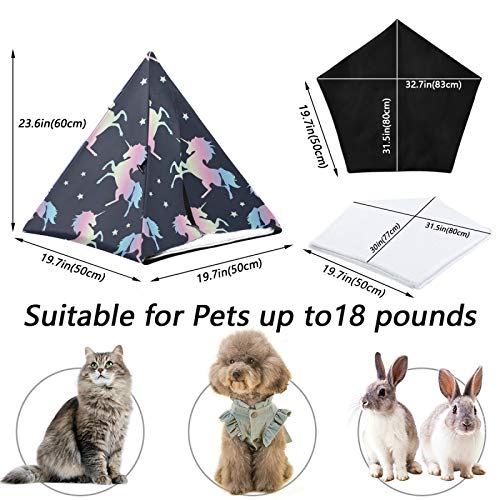 23.6in(60cm)
19.7in(50cm)
19.7in(50cm)
32.7in(83cm)
31.5in(80cm)
19.7in(50cm)
31.5in(80cm)
30in(77cm)
19.7in(50cm)
Suitable for Pets up to18 pounds